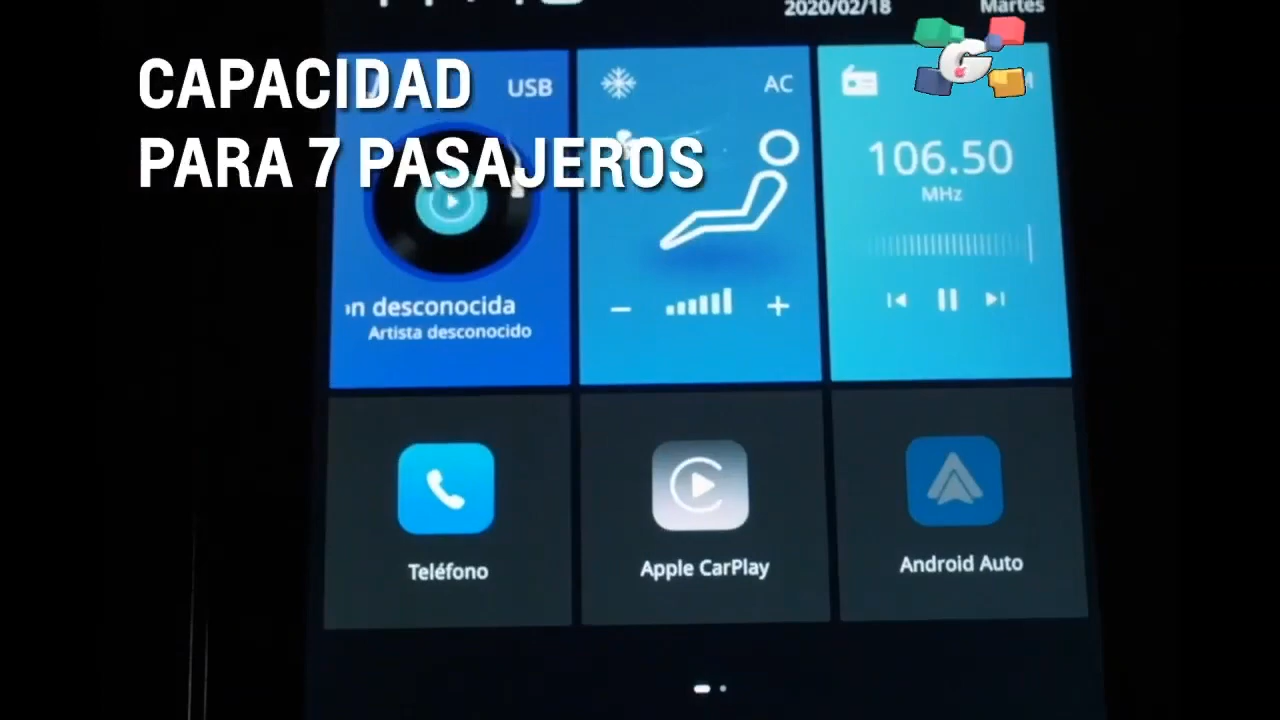 2020/02/18
Martes
CAPACIDAD
PARA 7 PASAJEROS
USB
AC
106.50
MHz
ón desconocida
Artista desconocido
Teléfono
Apple CarPlay
Android Auto
G